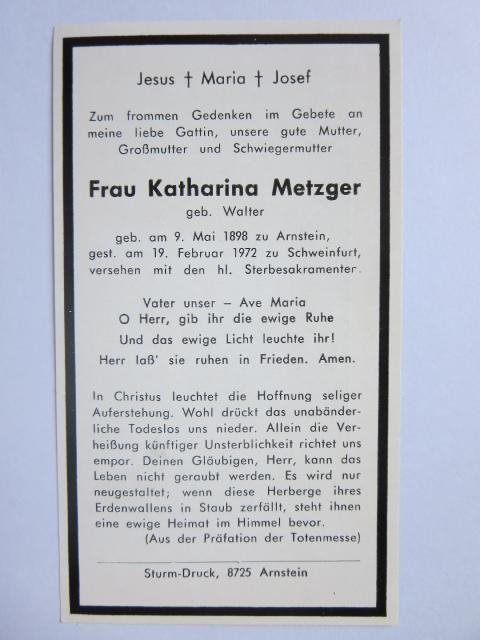 Jesus † Maria † Josef
Zum frommen Gedenken im Gebete an
meine liebe Gattin, unsere gute Mutter,
Großmutter und Schwiegermutter
Frau Katharina Metzger
geb. Walter
geb. am 9. Mai 1898 zu Arnstein,
gest. am 19. Februar 1972 zu Schweinfurt,
versehen mit den hl. Sterbesakramenter.
Vater unser – Ave Maria
O Herr, gib ihr die ewige Ruhe
Und das ewige Licht leuchte ihr!
Herr laß' sie ruhen in Frieden. Amen.
In Christus leuchtet die Hoffnung seliger
Auferstehung. Wohl drückt das unabänder-
liche Todeslos uns nieder. Allein die Ver-
heißung künftiger Unsterblichkeit richtet uns
empor. Deinen Gläubigen, Herr, kann das
Leben nicht geraubt werden. Es wird nur
neugestaltet; wenn diese Herberge ihres
Erdenwallens in Staub zerfällt, steht ihnen
eine ewige Heimat im Himmel bevor.
(Aus der Präfation der Totenmesse)
Sturm-Druck, 8725 Arnstein